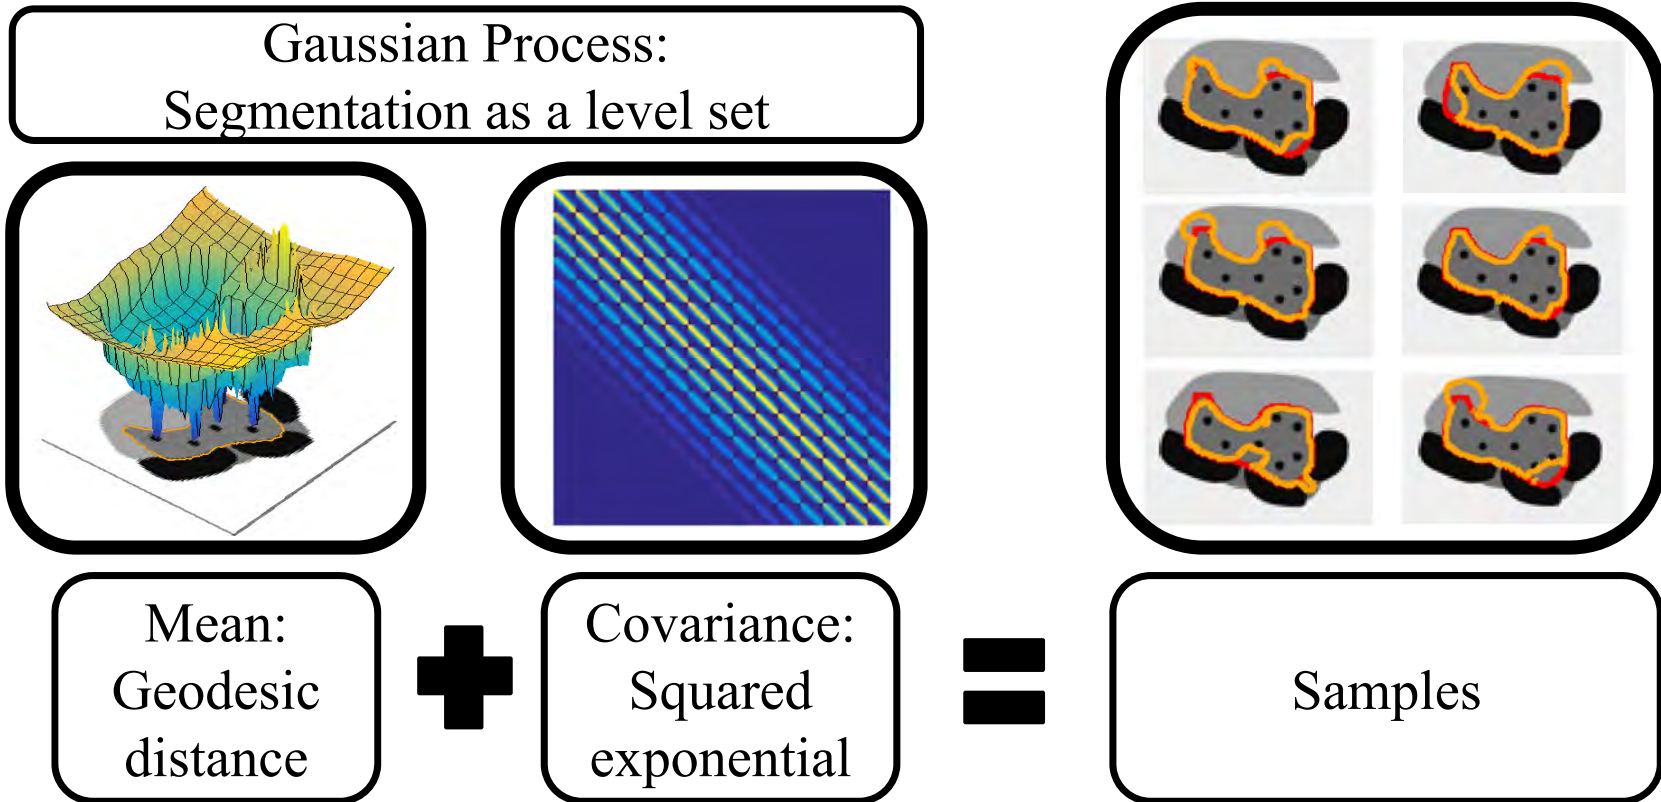 Gaussian Process:
Segmentation as a level set
Mean:
Geodesic
distance
Covariance:
Squared
exponential
Samples